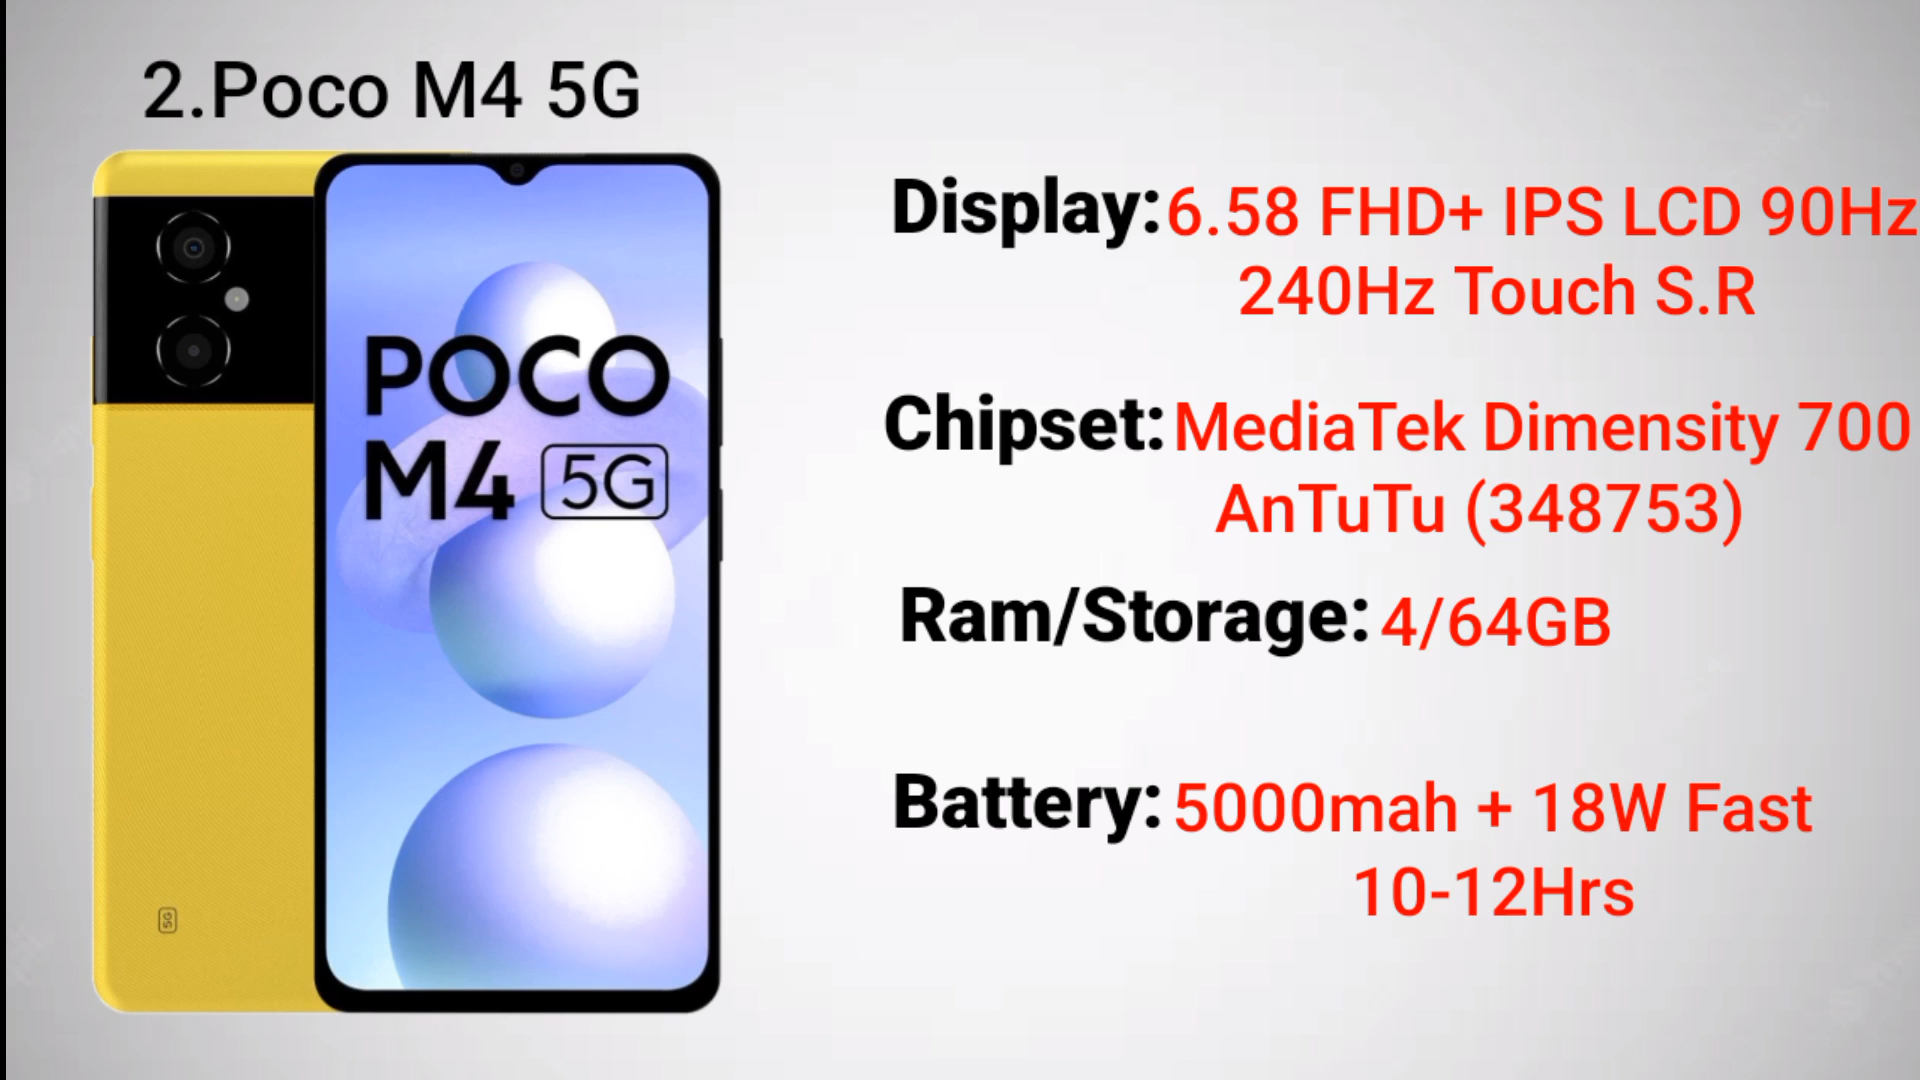 2.Poco M4 5G
POCO
M4 5G
5G
Display:6.58 FHD+ IPS LCD 90Hz
240Hz Touch S.R
Chipset:MediaTek Dimensity 700
AnTuTu (348753)
Ram/Storage:4/64GB
Battery:5000mah + 18W Fast
10-12Hrs